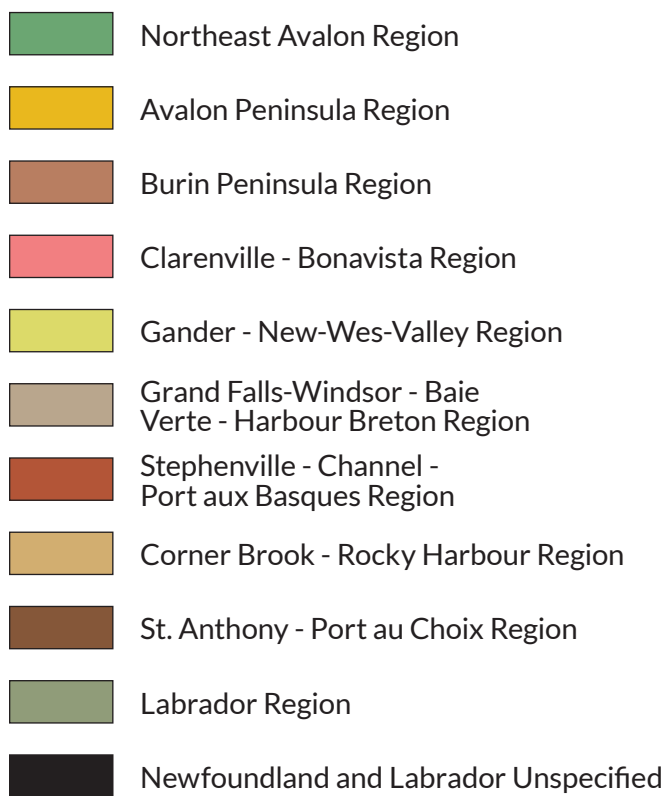 Northeast Avalon Region
Avalon Peninsula Region
Burin Peninsula Region
Clarenville - Bonavista Region
Gander - New-Wes-Valley Region
Grand Falls-Windsor - Baie
Verte - Harbour Breton Region
Stephenville - Channel -
Port aux Basques Region
Corner Brook - Rocky Harbour Region
St. Anthony - Port au Choix Region
Labrador Region
Newfoundland and Labrador Unspecified